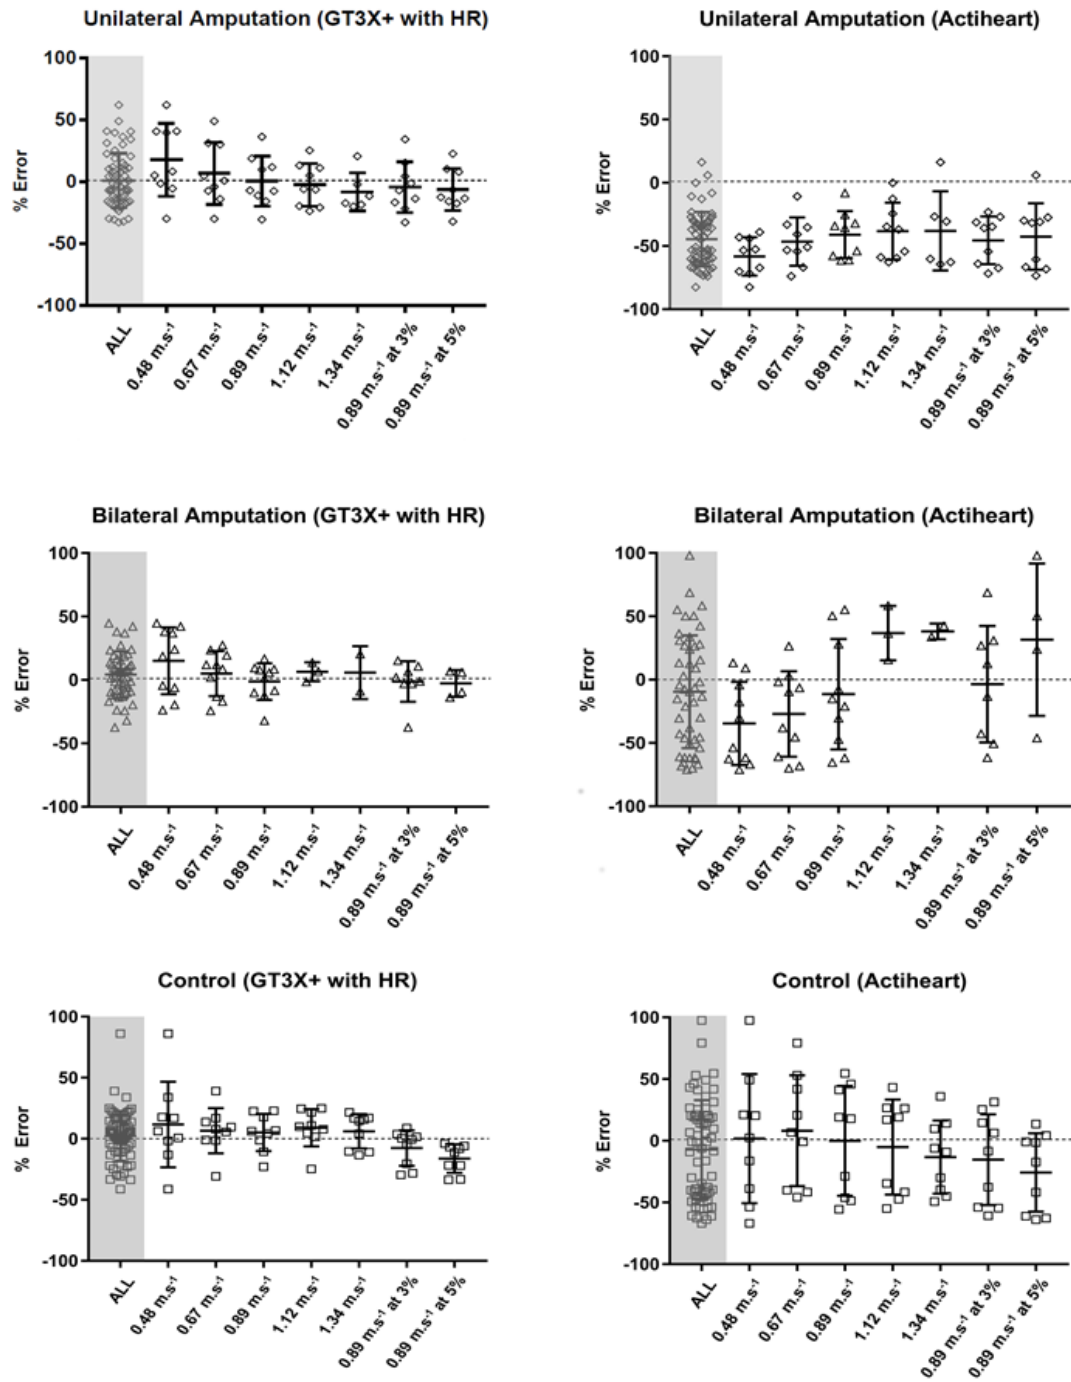 Unilateral Amputation (GT3X+ with HR)
% Error
100
50
0
-50
-100
ALL
0.48 m.s⁻¹
0.67 m.s⁻¹
0.89 m.s⁻¹
1.12 m.s⁻¹
1.34 m.s⁻¹
0.89 m.s⁻¹ at 3%
0.89 m.s⁻¹ at 5%
Unilateral Amputation (Actiheart)
% Error
100
50
0
-50
-100
ALL
0.48 m.s⁻¹
0.67 m.s⁻¹
0.89 m.s⁻¹
1.12 m.s⁻¹
1.34 m.s⁻¹
0.89 m.s⁻¹ at 3%
0.89 m.s⁻¹ at 5%
Bilateral Amputation (GT3X+ with HR)
% Error
100
50
0
-50
-100
ALL
0.48 m.s⁻¹
0.67 m.s⁻¹
0.89 m.s⁻¹
1.12 m.s⁻¹
1.34 m.s⁻¹
0.89 m.s⁻¹ at 3%
0.89 m.s⁻¹ at 5%
Bilateral Amputation (Actiheart)
% Error
100
50
0
-50
-100
ALL
0.48 m.s⁻¹
0.67 m.s⁻¹
0.89 m.s⁻¹
1.12 m.s⁻¹
1.34 m.s⁻¹
0.89 m.s⁻¹ at 3%
0.89 m.s⁻¹ at 5%
Control (GT3X+ with HR)
% Error
100
50
0
-50
-100
ALL
0.48 m.s⁻¹
0.67 m.s⁻¹
0.89 m.s⁻¹
1.12 m.s⁻¹
1.34 m.s⁻¹
0.89 m.s⁻¹ at 3%
0.89 m.s⁻¹ at 5%
Control (Actiheart)
% Error
100
50
0
-50
-100
ALL
0.48 m.s⁻¹
0.67 m.s⁻¹
0.89 m.s⁻¹
1.12 m.s⁻¹
1.34 m.s⁻¹
0.89 m.s⁻¹ at 3%
0.89 m.s⁻¹ at 5%